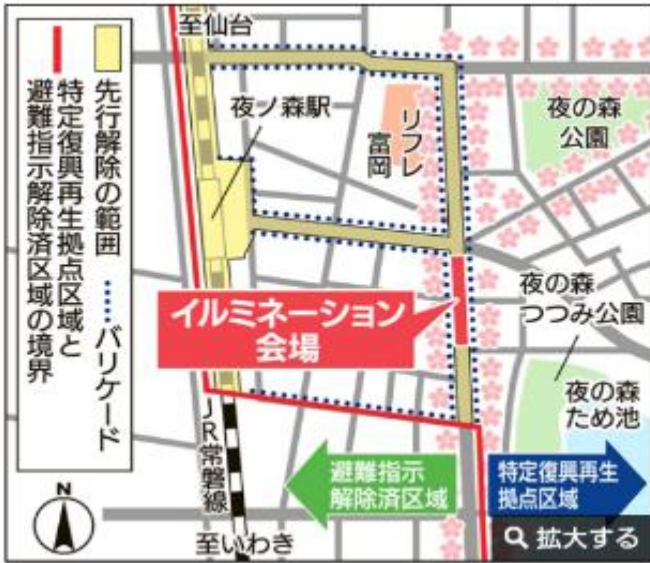 先行解除の範囲
バリケード
特定復興再生拠点区域と
避難指示解除済区域の境界
至仙台
夜ノ森駅
リフレ
富岡
夜の森
公園
イルミネーション
会場
夜の森
つつみ公園
夜の森
ため池
JR常磐線
避難指示
解除済区域
特定復興再生
拠点区域
N
至いわき
拡大する